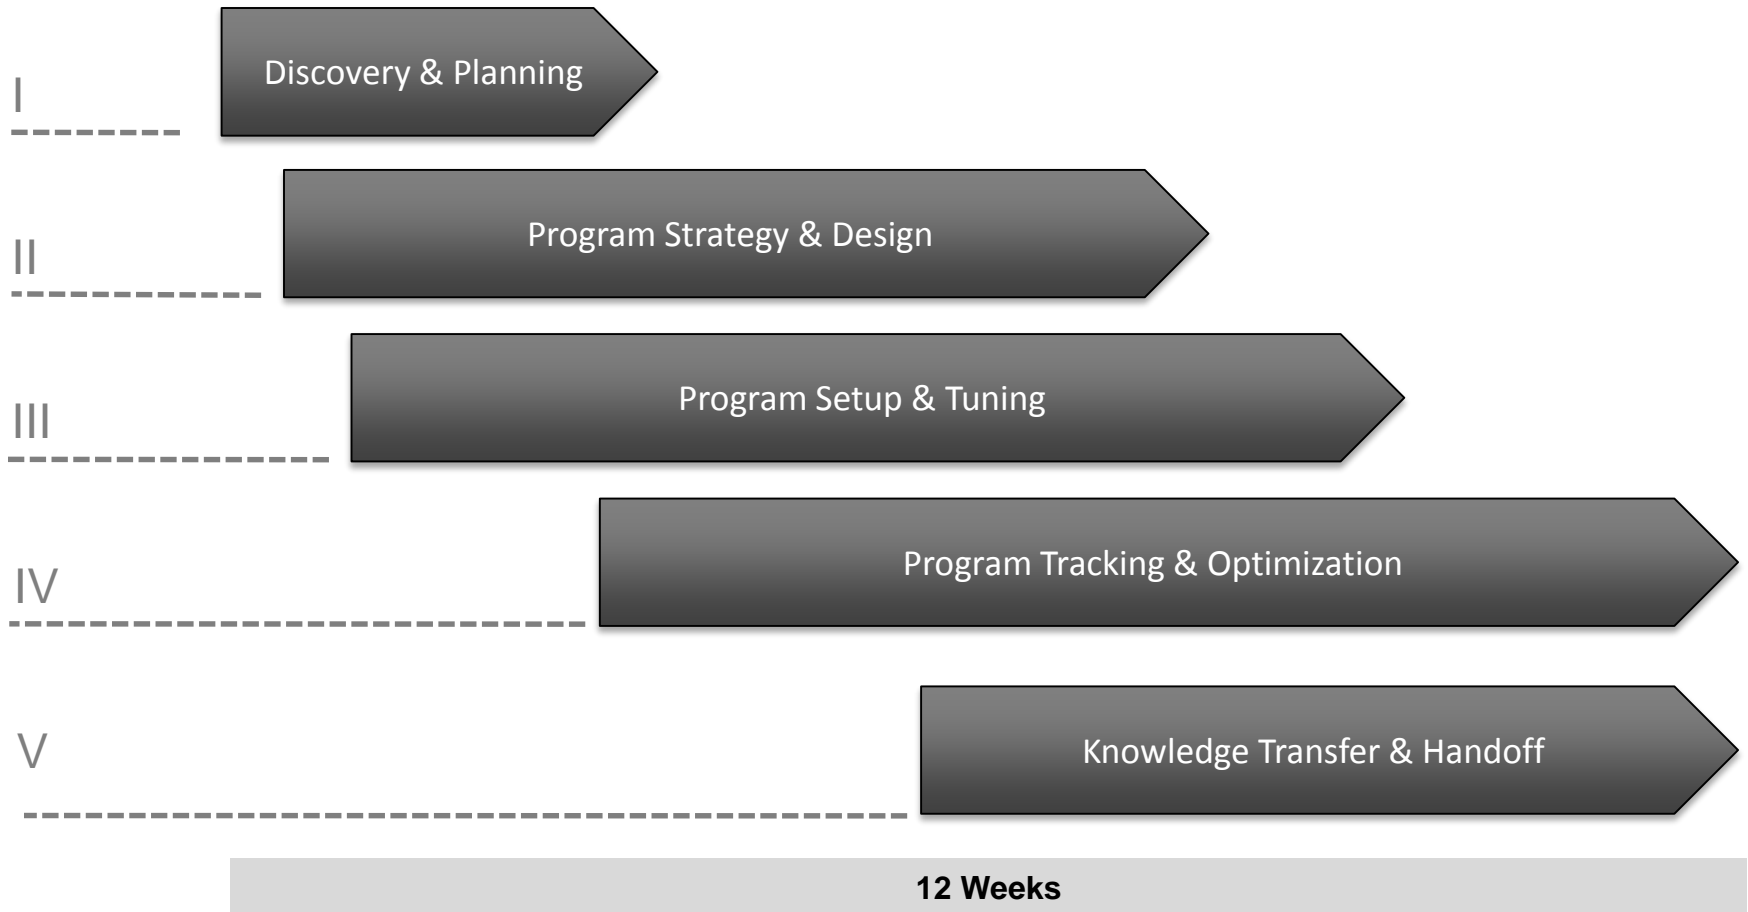 I
Discovery & Planning
II
Program Strategy & Design
III
Program Setup & Tuning
IV
Program Tracking & Optimization
V
Knowledge Transfer & Handoff
12 Weeks